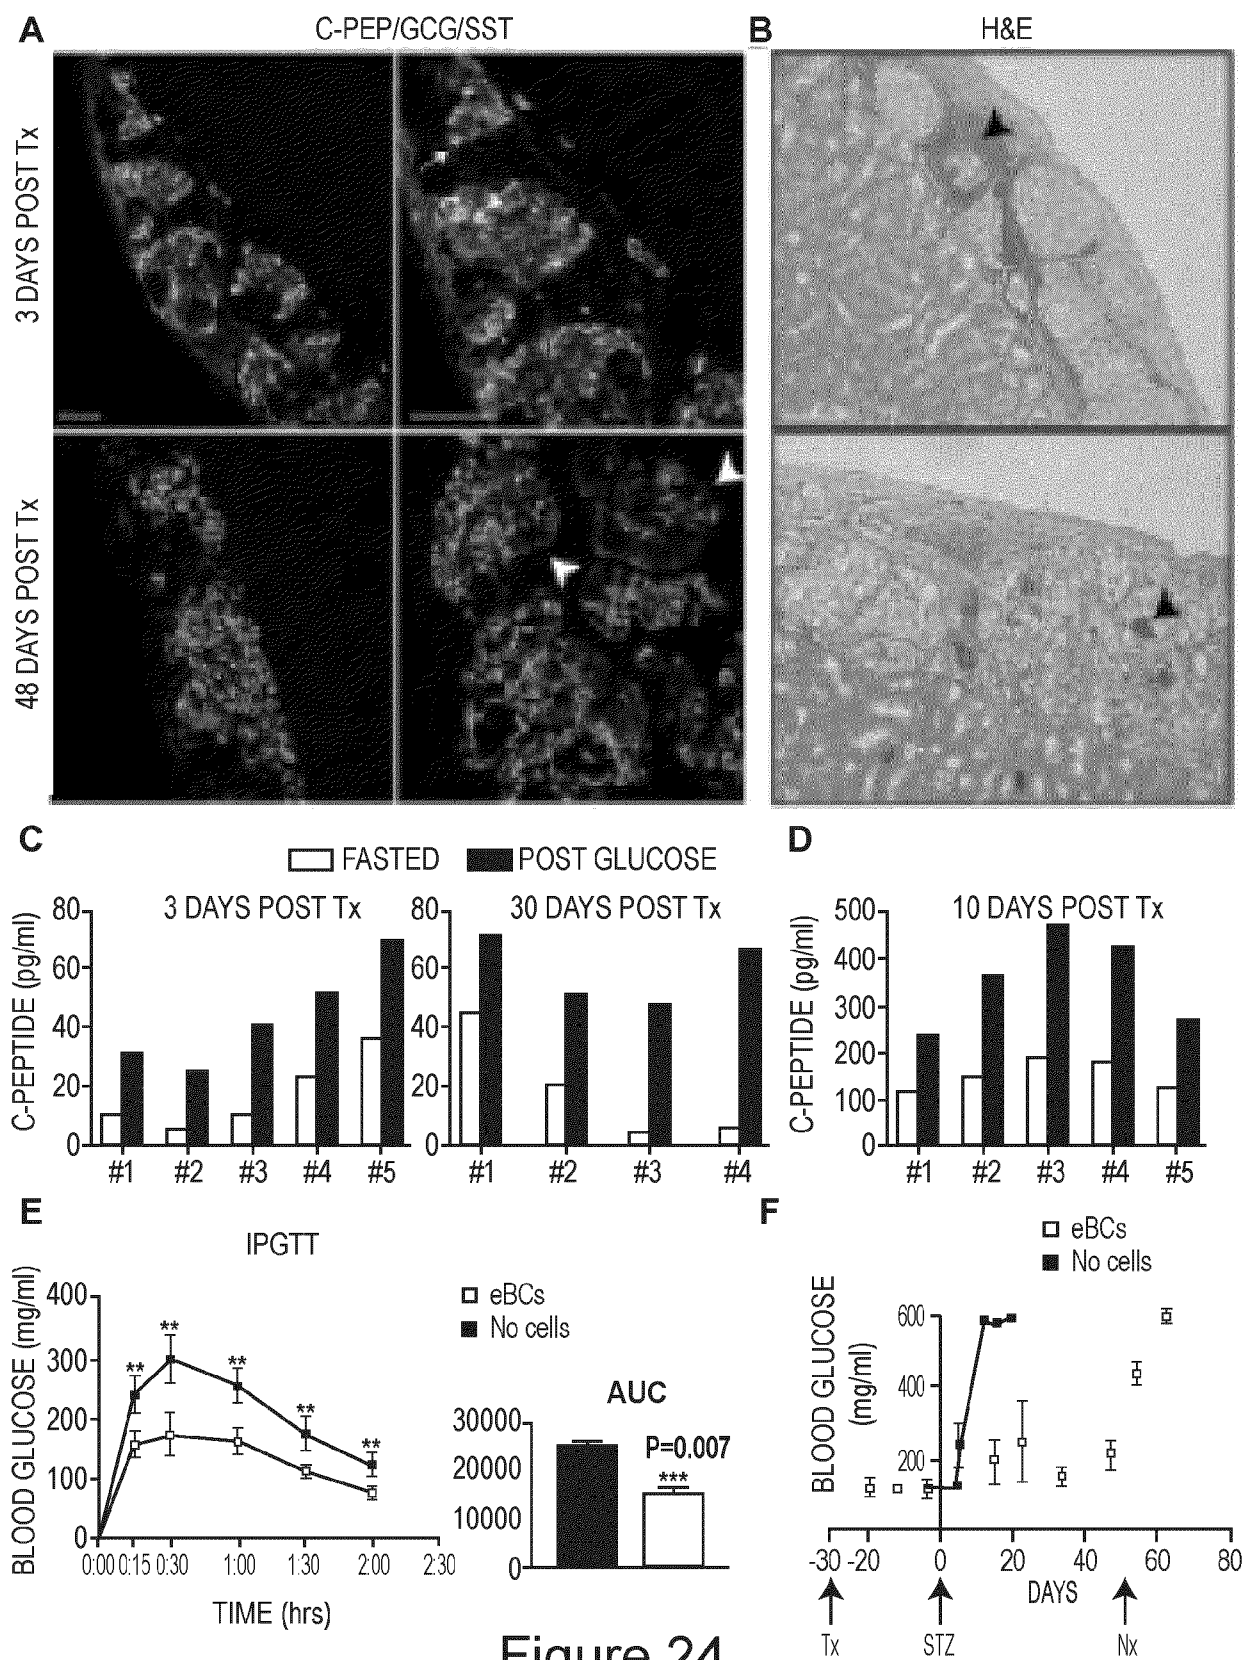 A
C-PEP/GCG/SST
B
H&E
3 DAYS POST Tx
48 DAYS POST Tx
C
FASTED
POST GLUCOSE
D
3 DAYS POST Tx
30 DAYS POST Tx
10 DAYS POST Tx
C-PEPTIDE (pg/ml)
80
60
40
20
0
#1 #2 #3 #4 #5
80
60
40
20
0
#1 #2 #3 #4
C-PEPTIDE (pg/ml)
500
400
300
200
100
0
#1 #2 #3 #4 #5
E
IPGTT
BLOOD GLUCOSE (mg/ml)
400
300
200
100
0
** ** ** ** **
0:00 0:15 0:30 1:00 1:30 2:00 2:30
TIME (hrs)
eBCs
No cells
AUC
30000
20000
10000
0
P=0.007
***
F
eBCs
No cells
BLOOD GLUCOSE
(mg/ml)
600
400
200
-30 -20 0 20 40 60 80
DAYS
Tx STZ Nx
Figure 24